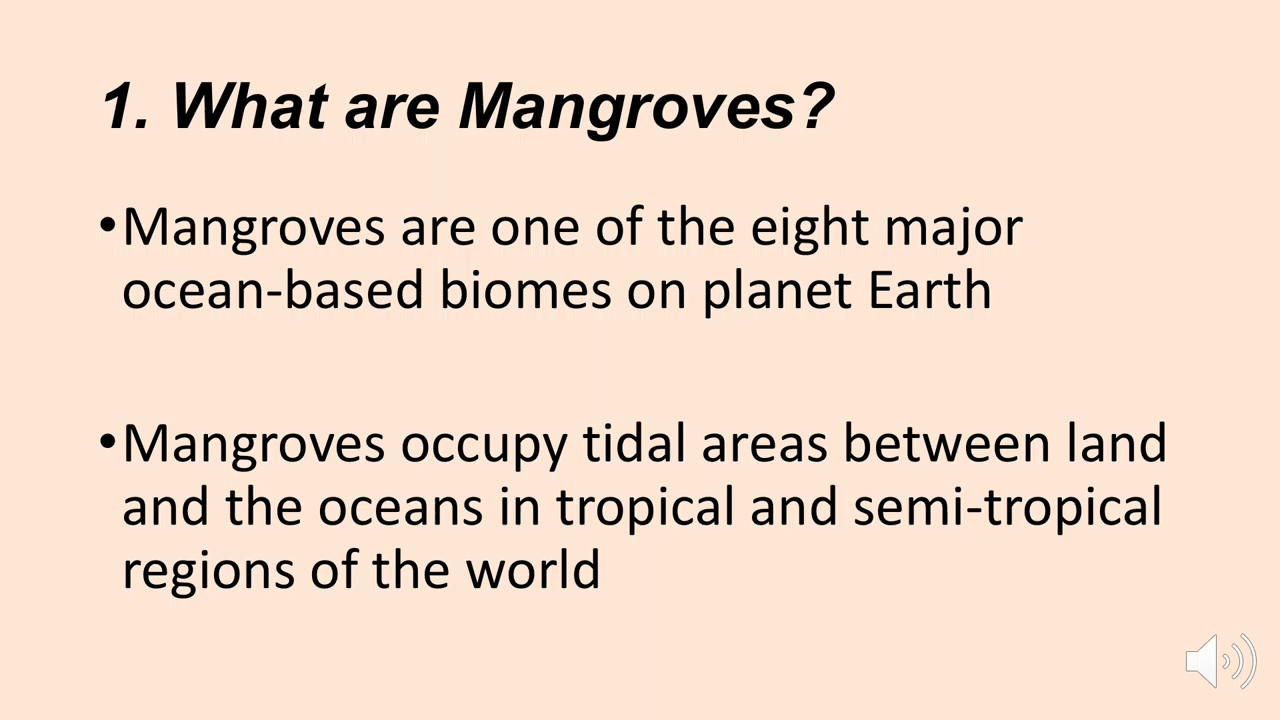 1. What are Mangroves?
•Mangroves are one of the eight major
ocean-based biomes on planet Earth
•Mangroves occupy tidal areas between land
and the oceans in tropical and semi-tropical
regions of the world